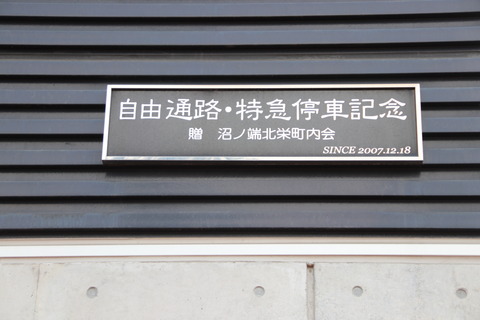 自由通路・特急停車記念
贈 沼ノ端北栄町内会
SINCE 2007.12.18